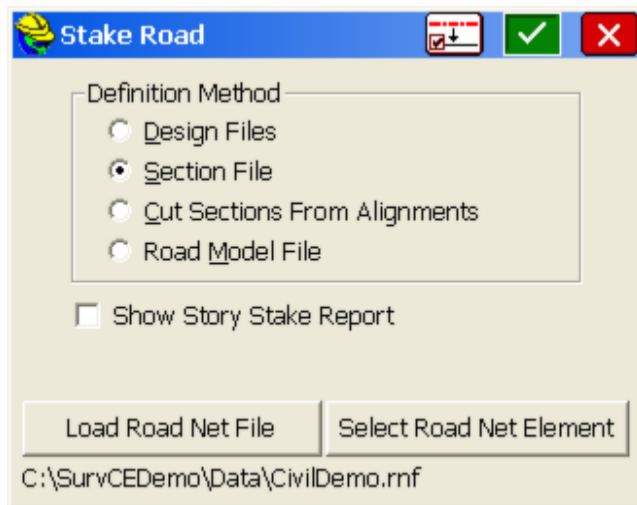 Stake Road
Definition Method
Design Files
Section File
Cut Sections From Alignments
Road Model File
Show Story Stake Report
Load Road Net File
Select Road Net Element
C:\SurvCEDemo\Data\CivilDemo.rnf